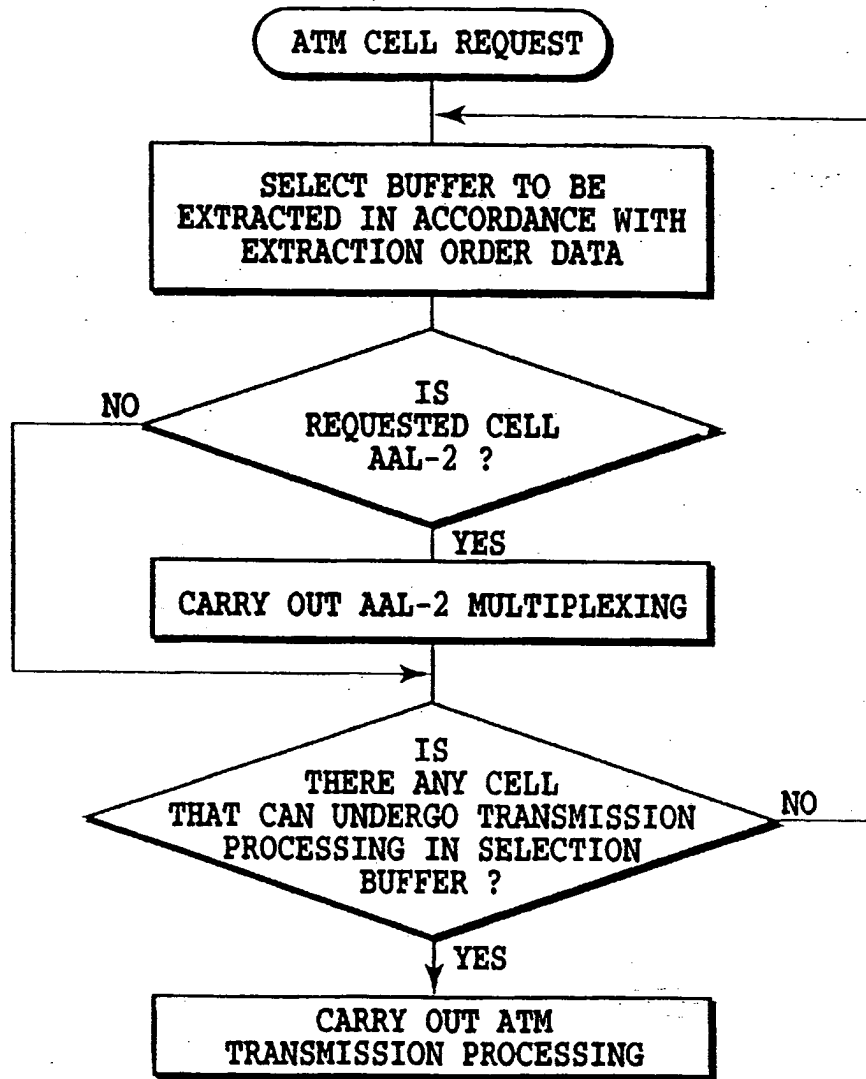 ATM CELL REQUEST
SELECT BUFFER TO BE
EXTRACTED IN ACCORDANCE WITH
EXTRACTION ORDER DATA
IS
REQUESTED CELL
AAL-2 ?
NO
YES
CARRY OUT AAL-2 MULTIPLEXING
IS
THERE ANY CELL
THAT CAN UNDERGO TRANSMISSION
PROCESSING IN SELECTION
BUFFER ?
NO
YES
CARRY OUT ATM
TRANSMISSION PROCESSING